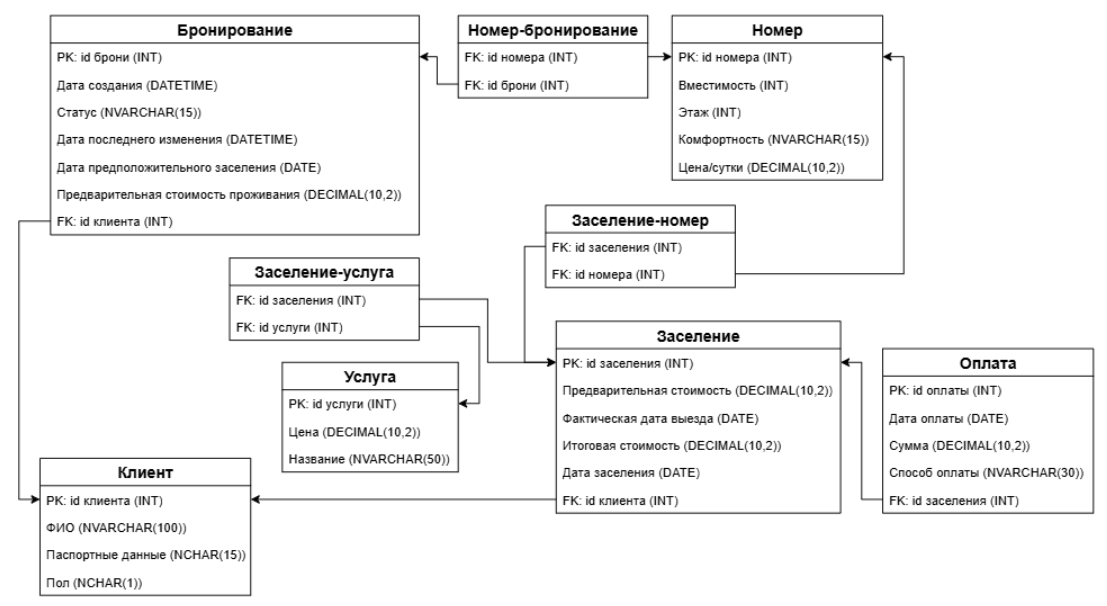 Бронирование
PK: id брони (INT)
Дата создания (DATETIME)
Статус (NVARCHAR(15))
Дата последнего изменения (DATETIME)
Дата предположительного заселения (DATE)
Предварительная стоимость проживания (DECIMAL(10,2))
FK: id клиента (INT)
Номер-бронирование
FK: id номера (INT)
FK: id брони (INT)
Номер
PK: id номера (INT)
Вместимость (INT)
Этаж (INT)
Комфортность (NVARCHAR(15))
Цена/сутки (DECIMAL(10,2))
Заселение-номер
FK: id заселения (INT)
FK: id номера (INT)
Заселение-услуга
FK: id заселения (INT)
FK: id услуги (INT)
Услуга
PK: id услуги (INT)
Цена (DECIMAL(10,2))
Название (NVARCHAR(50))
Заселение
PK: id заселения (INT)
Предварительная стоимость (DECIMAL(10,2))
Фактическая дата выезда (DATE)
Итоговая стоимость (DECIMAL(10,2))
Дата заселения (DATE)
FK: id клиента (INT)
Оплата
PK: id оплаты (INT)
Дата оплаты (DATE)
Сумма (DECIMAL(10,2))
Способ оплаты (NVARCHAR(30))
FK: id заселения (INT)
Клиент
PK: id клиента (INT)
ФИО (NVARCHAR(100))
Паспортные данные (NCHAR(15))
Пол (NCHAR(1))